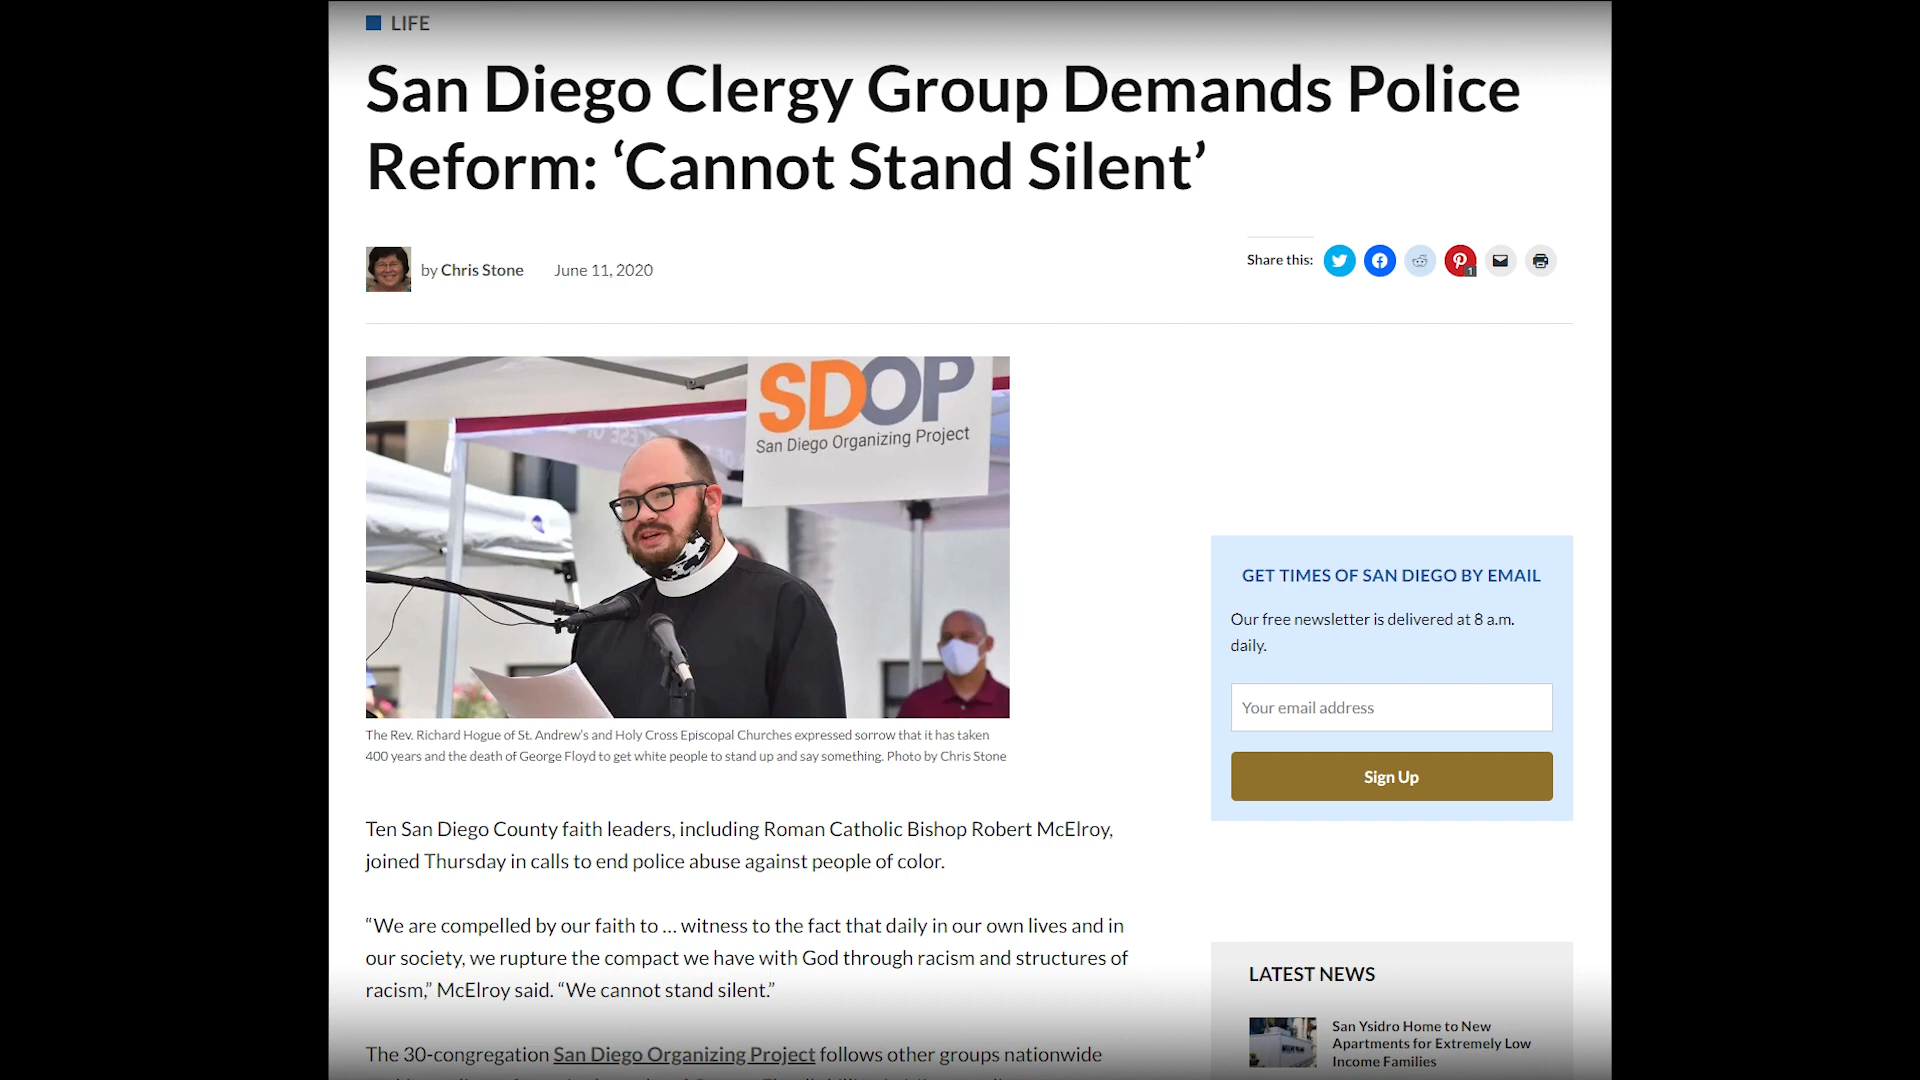 LIFE
San Diego Clergy Group Demands Police
Reform: ‘Cannot Stand Silent’
by Chris Stone
June 11, 2020
Share this:
1
SDOP
San Diego Organizing Project
The Rev. Richard Hogue of St. Andrew’s and Holy Cross Episcopal Churches expressed sorrow that it has taken
400 years and the death of George Floyd to get white people to stand up and say something. Photo by Chris Stone
Ten San Diego County faith leaders, including Roman Catholic Bishop Robert McElroy,
joined Thursday in calls to end police abuse against people of color.
“We are compelled by our faith to … witness to the fact that daily in our own lives and in
our society, we rupture the compact we have with God through racism and structures of
racism,” McElroy said. “We cannot stand silent.”
The 30-congregation San Diego Organizing Project follows other groups nationwide
GET TIMES OF SAN DIEGO BY EMAIL
Our free newsletter is delivered at 8 a.m.
daily.
Your email address
Sign Up
LATEST NEWS
San Ysidro Home to New
Apartments for Extremely Low
Income Families